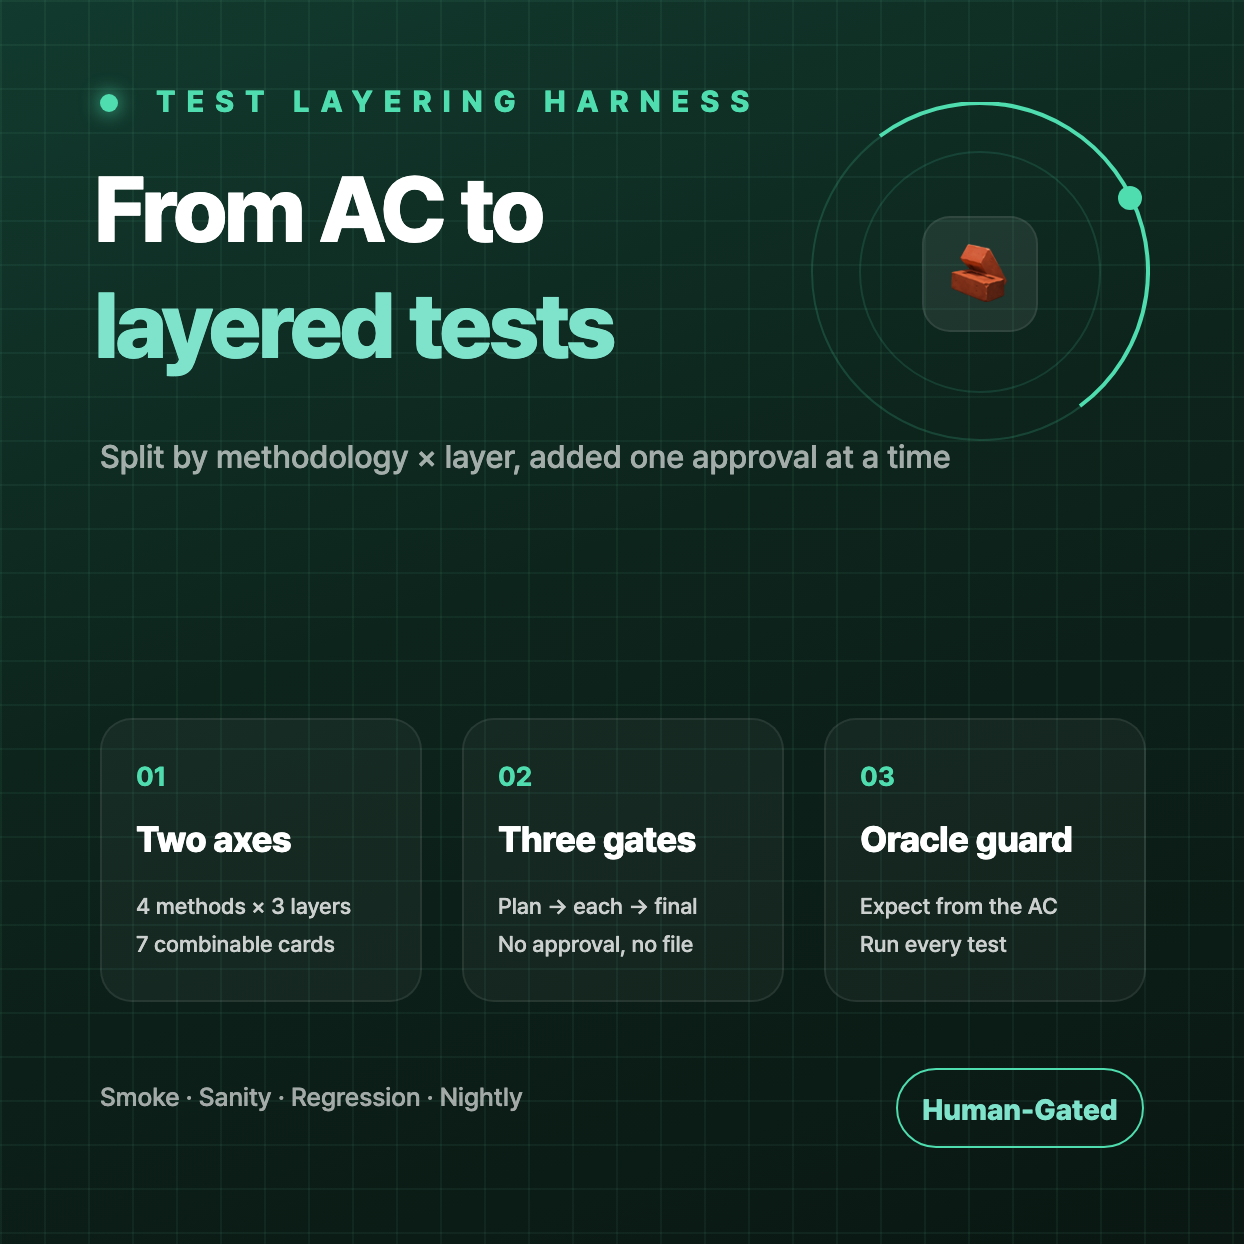 TEST LAYERING HARNESS
From AC to
layered tests
Split by methodology × layer, added one approval at a time
01
Two axes
4 methods × 3 layers
7 combinable cards
02
Three gates
Plan → each → final
No approval, no file
03
Oracle guard
Expect from the AC
Run every test
Smoke · Sanity · Regression · Nightly
Human-Gated